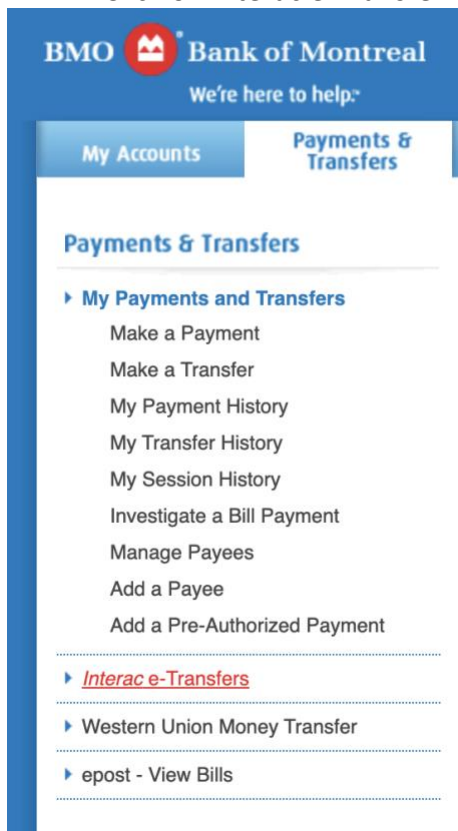 BMO Bank of Montreal
We're here to help.™
My Accounts
Payments &
Transfers
Payments & Transfers
My Payments and Transfers
Make a Payment
Make a Transfer
My Payment History
My Transfer History
My Session History
Investigate a Bill Payment
Manage Payees
Add a Payee
Add a Pre-Authorized Payment
Interac e-Transfers
Western Union Money Transfer
epost - View Bills